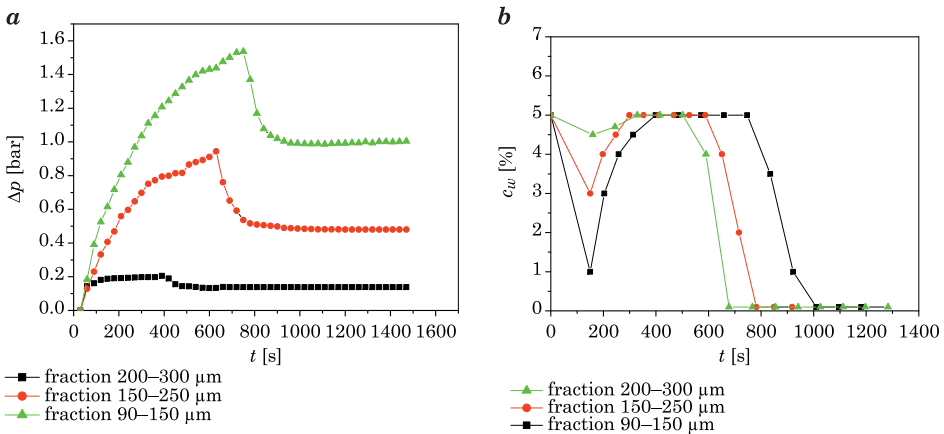 a
Δp [bar]
1.6
1.4
1.2
1.0
0.8
0.6
0.4
0.2
0.0
0 200 400 600 800 1000 1200 1400 1600
t [s]
fraction 200–300 µm
fraction 150–250 µm
fraction 90–150 µm
b
c_w [%]
7
6
5
4
3
2
1
0
0 200 400 600 800 1000 1200 1400
t [s]
fraction 200–300 µm
fraction 150–250 µm
fraction 90–150 µm